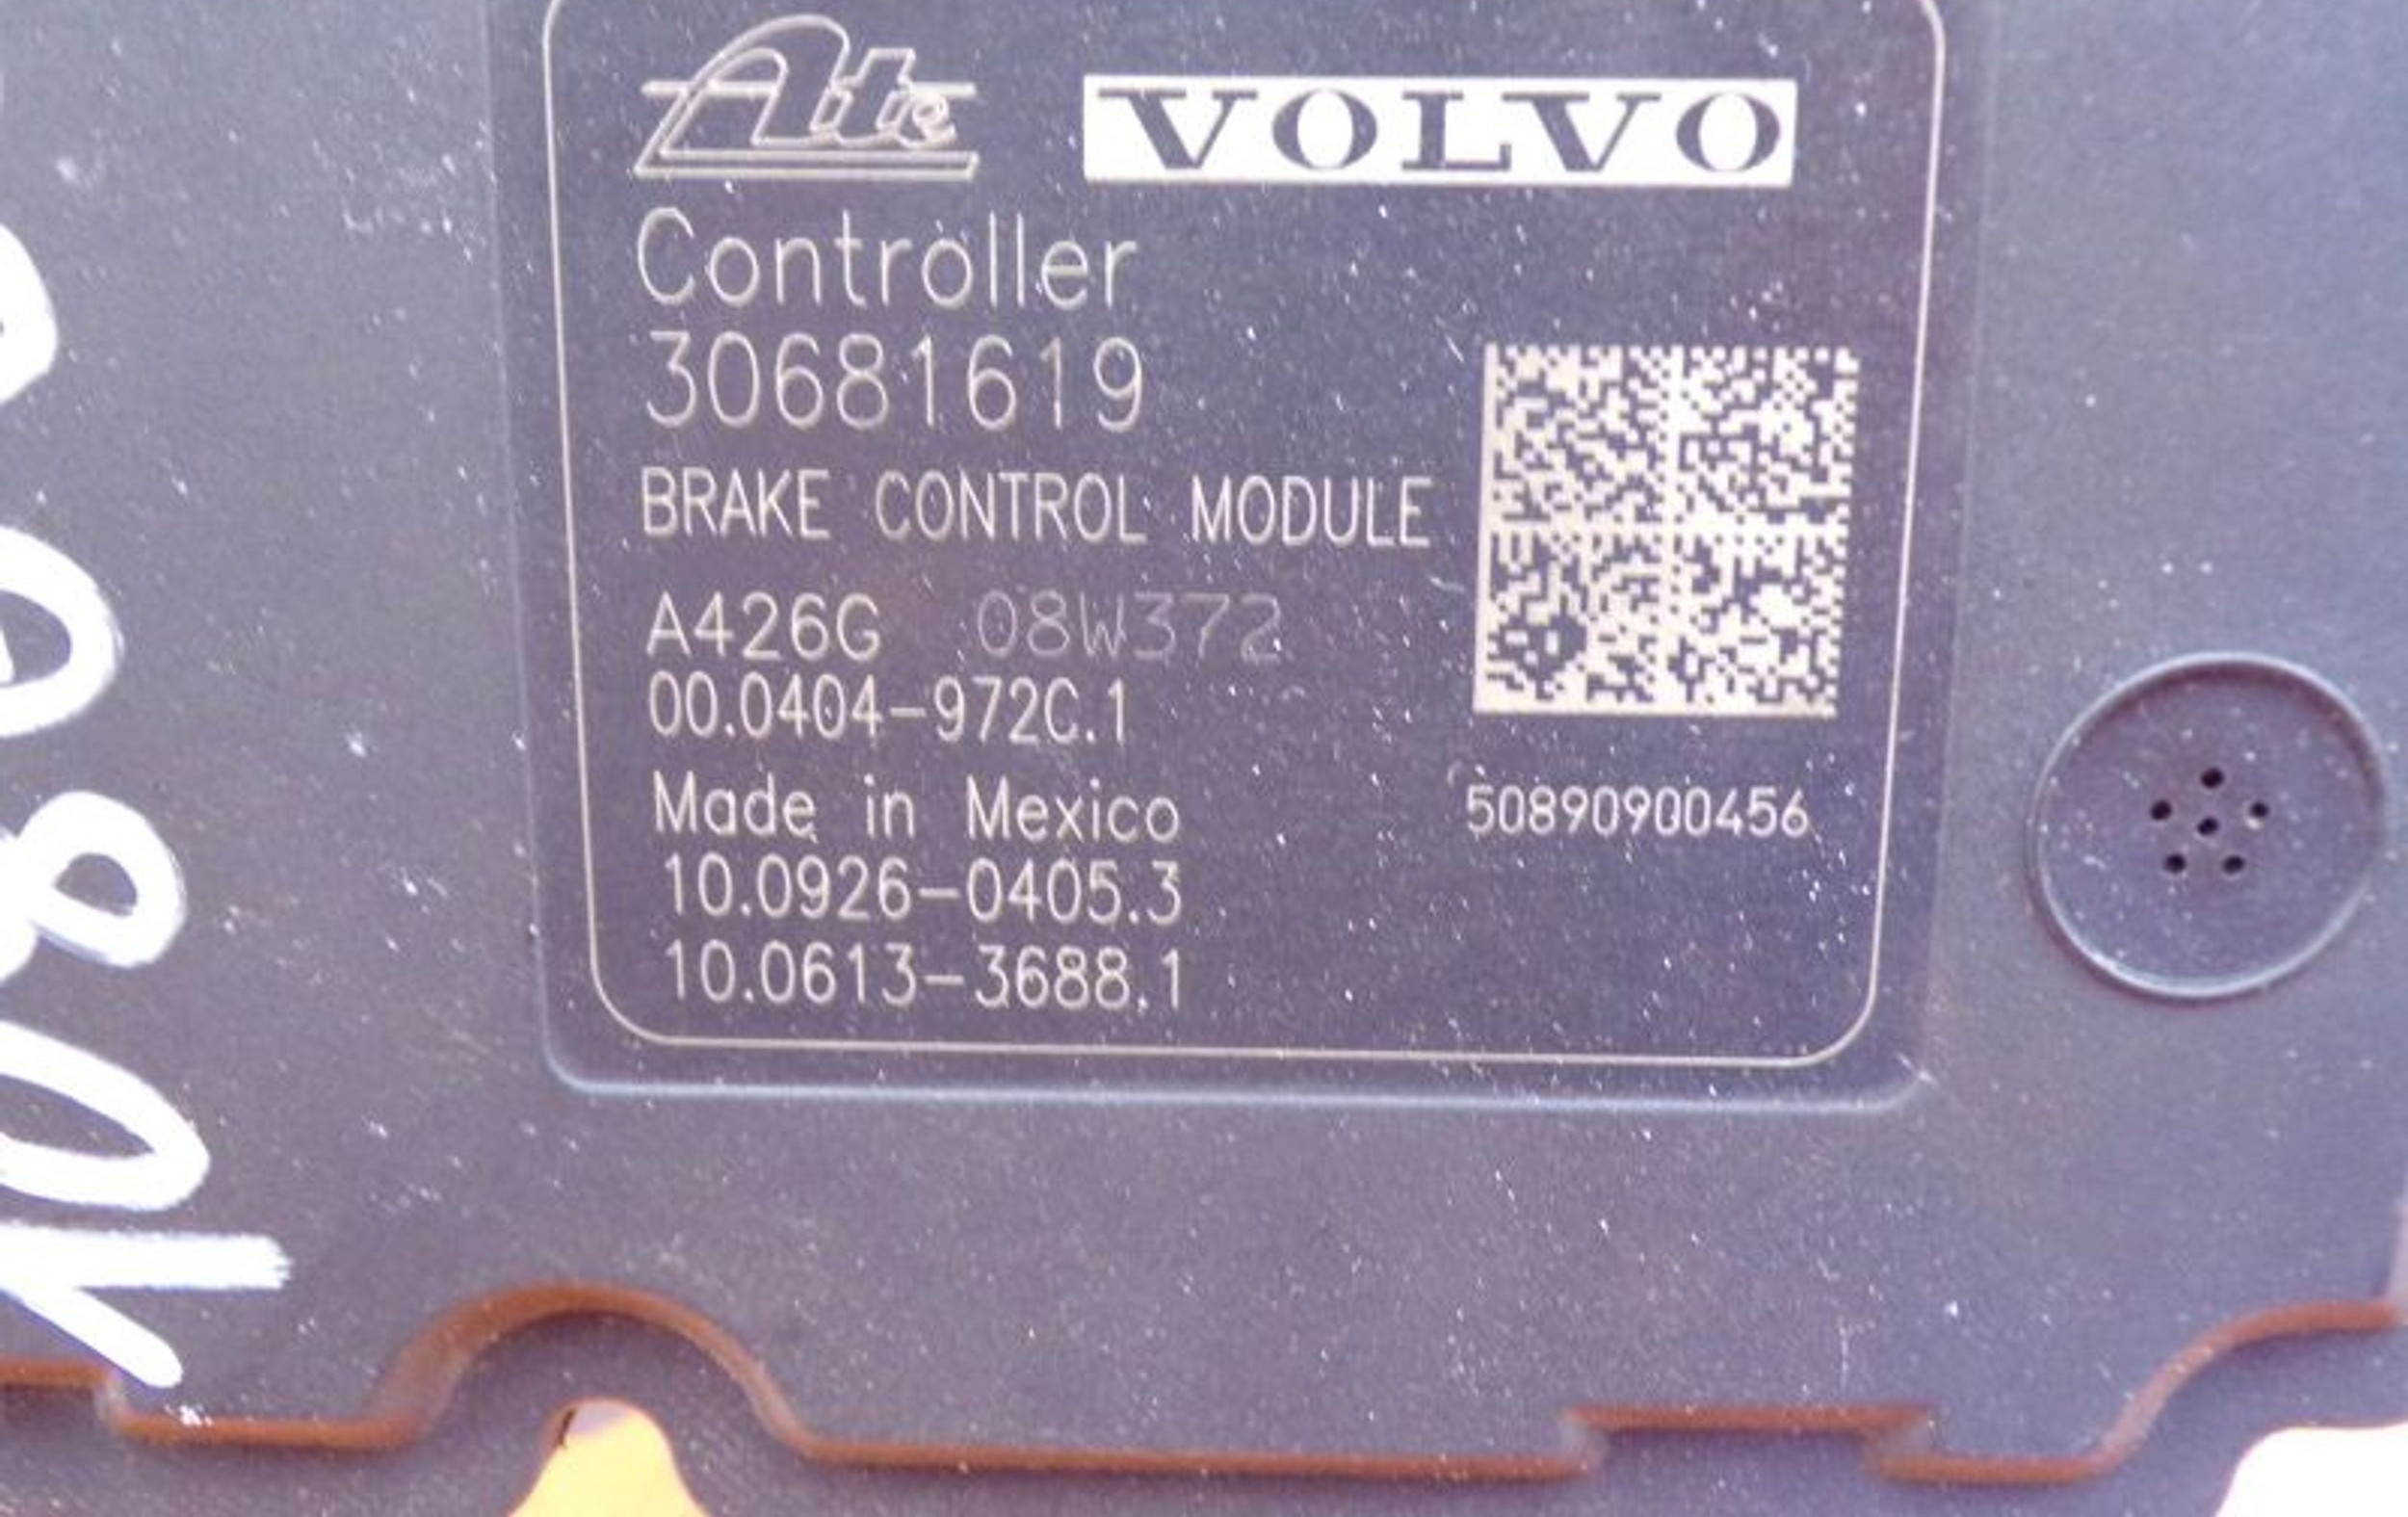 Ate VOLVO
Controller
30681619
BRAKE CONTROL MODULE
A426G 08W372
00.0404-972C.1
Made in Mexico
50890900456
10.0926-0405.3
10.0613-3688.1